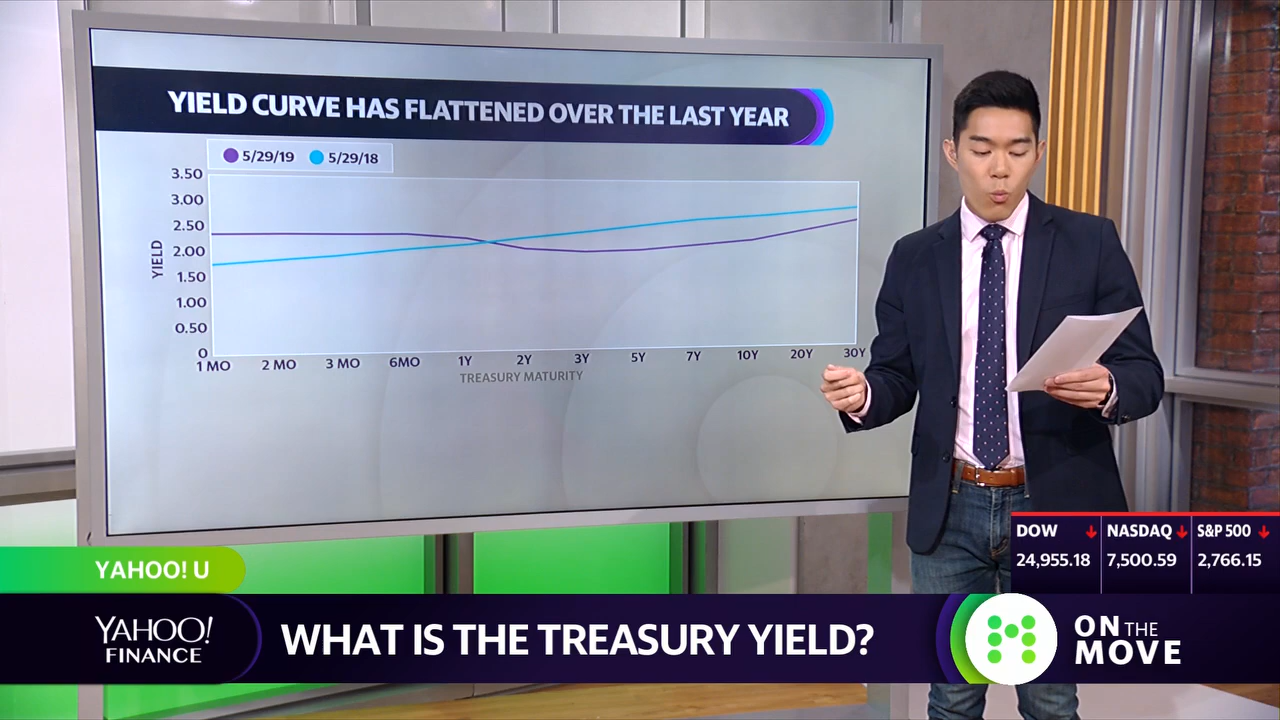 YIELD CURVE HAS FLATTENED OVER THE LAST YEAR
5/29/19 5/29/18
3.50
3.00
2.50
2.00
1.50
1.00
0.50
0
YIELD
1 MO 2 MO 3 MO 6MO 1Y 2Y 3Y 5Y 7Y 10Y 20Y 30Y
TREASURY MATURITY
DOW NASDAQ S&P 500
24,955.18 7,500.59 2,766.15
YAHOO! U
YAHOO!
FINANCE
WHAT IS THE TREASURY YIELD?
ON THE
MOVE